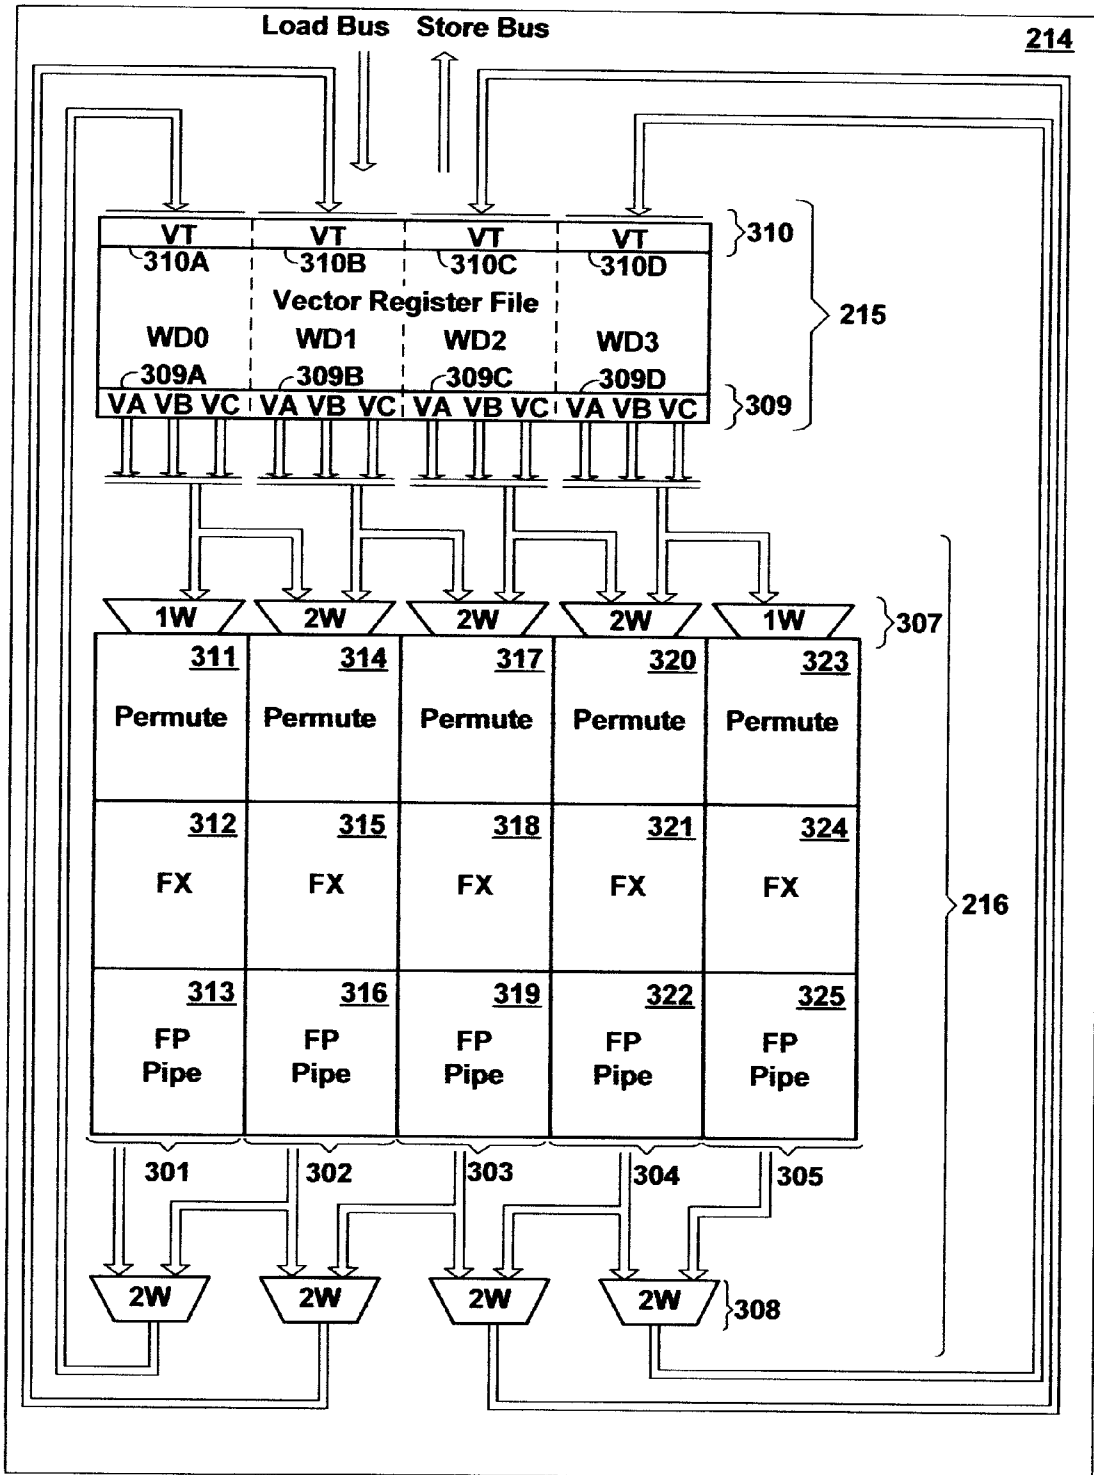 Load Bus Store Bus
214
VT VT VT VT
310
310A 310B 310C 310D
Vector Register File
215
WD0 WD1 WD2 WD3
309A 309B 309C 309D
VA VB VC VA VB VC VA VB VC VA VB VC
309
1W 2W 2W 2W 1W
307
311 314 317 320 323
Permute Permute Permute Permute Permute
312 315 318 321 324
FX FX FX FX FX
216
313 316 319 322 325
FP FP FP FP FP
Pipe Pipe Pipe Pipe Pipe
301 302 303 304 305
2W 2W 2W 2W
308